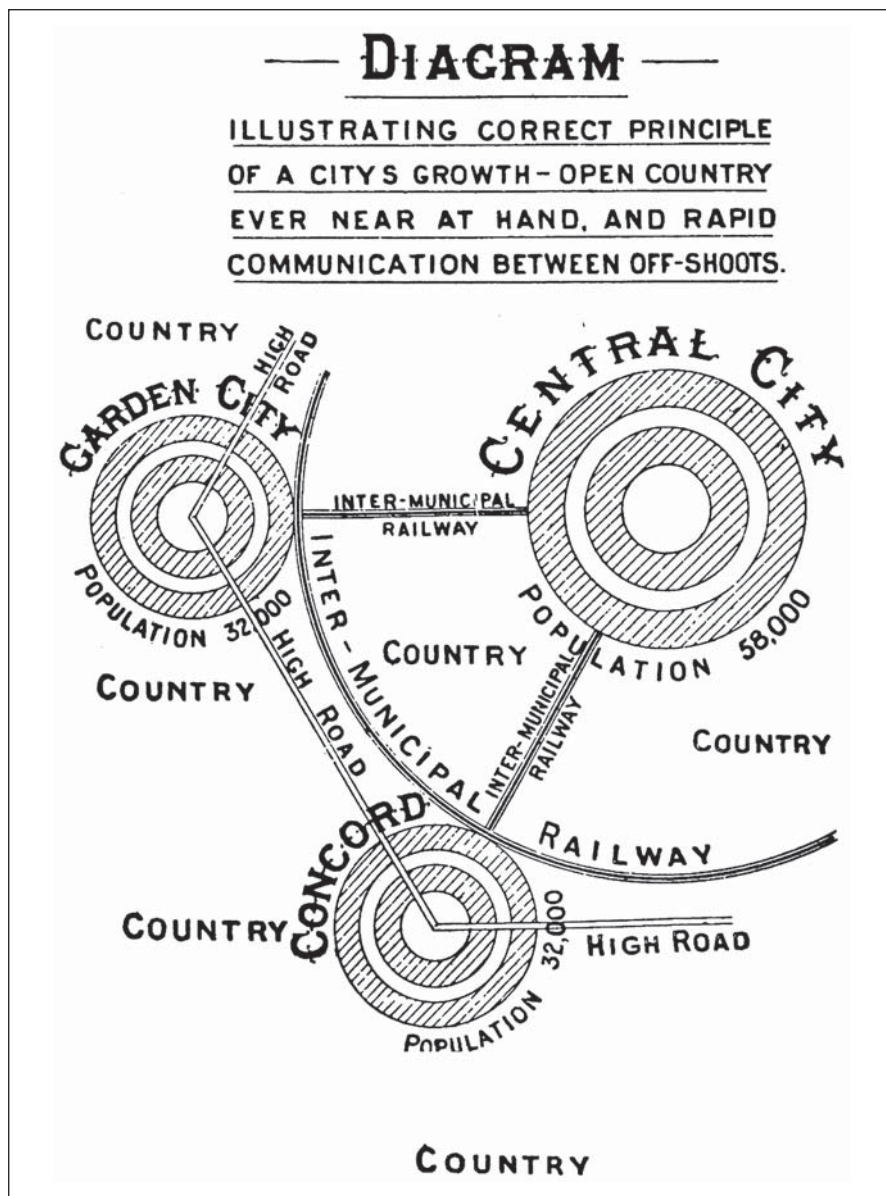 DIAGRAM
ILLUSTRATING CORRECT PRINCIPLE
OF A CITYS GROWTH – OPEN COUNTRY
EVER NEAR AT HAND, AND RAPID
COMMUNICATION BETWEEN OFF-SHOOTS.
COUNTRY
HIGH
ROAD
GARDEN CITY
CENTRAL CITY
INTER-MUNICIPAL
RAILWAY
POPULATION 32,000
POPULATION 58,000
INTER-MUNICIPAL RAILWAY
COUNTRY
COUNTRY
HIGH ROAD
INTER-MUNICIPAL
RAILWAY
COUNTRY
CONCORD
COUNTRY
POPULATION 32,000
HIGH ROAD
COUNTRY